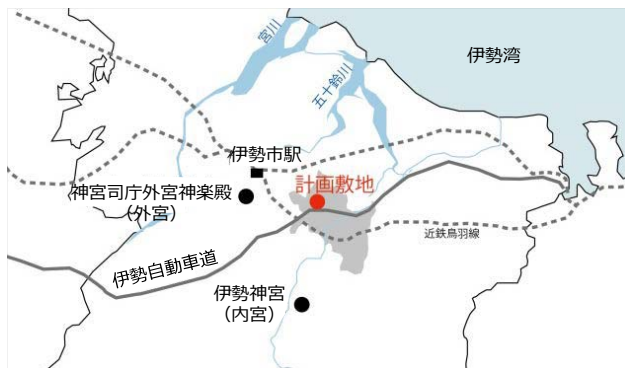 宮川
五十鈴川
伊勢湾
伊勢市駅
計画敷地
神宮司庁外宮神楽殿
（外宮）
近鉄鳥羽線
伊勢自動車道
伊勢神宮
（内宮）